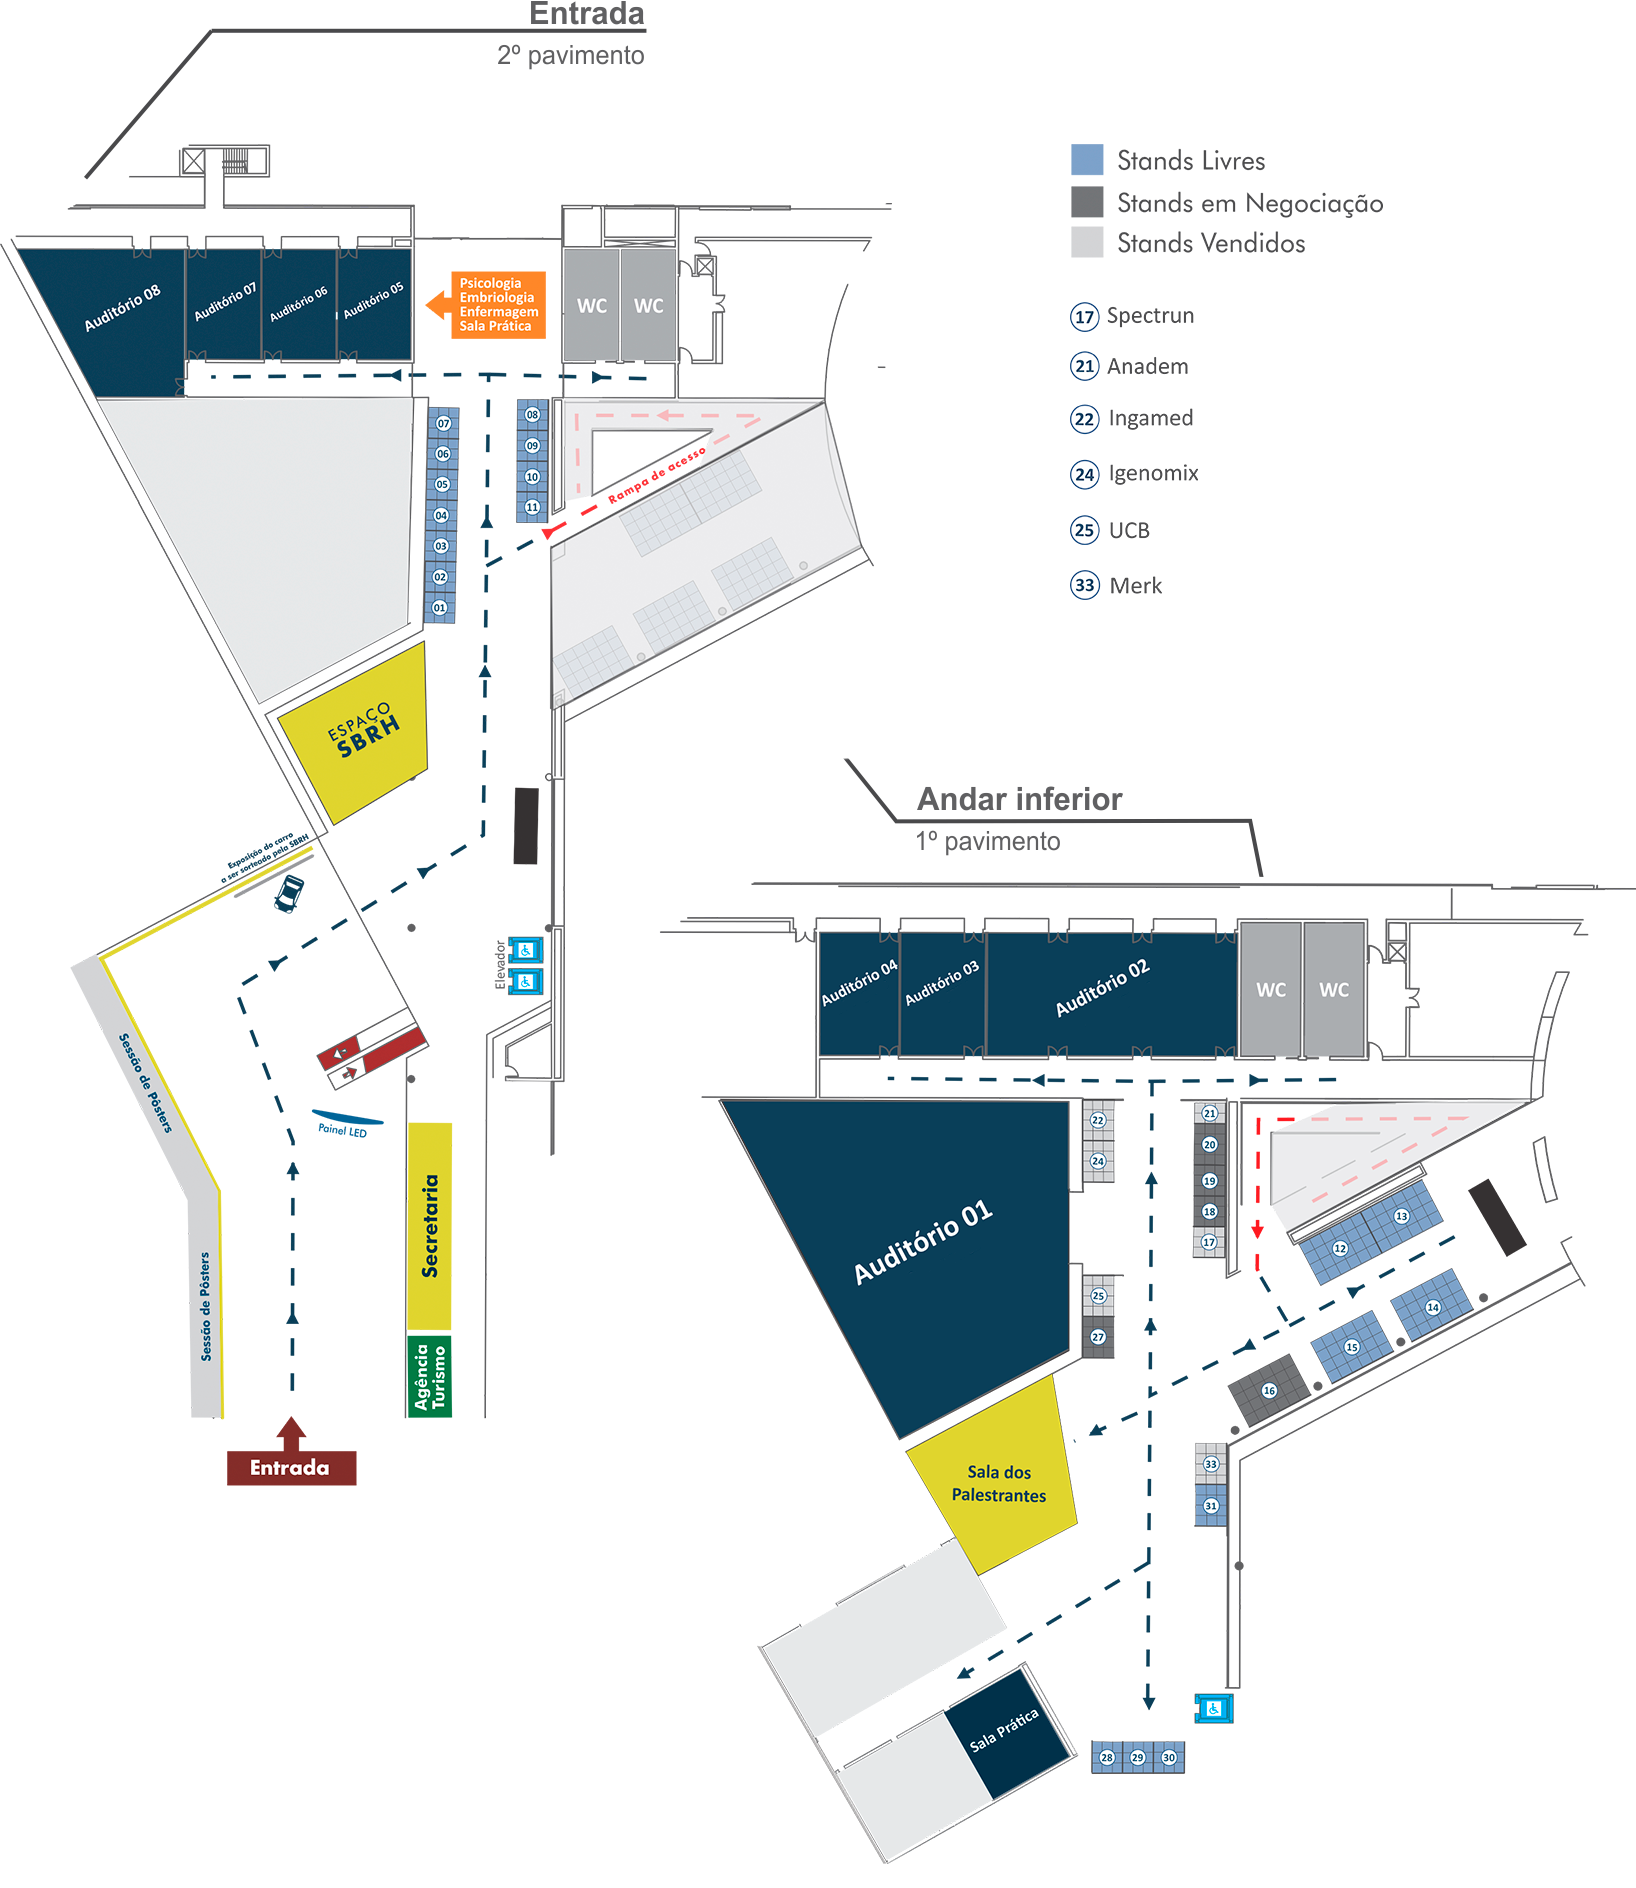 Entrada
2º pavimento
Stands Livres
Stands em Negociação
Stands Vendidos
17 Spectrun
21 Anadem
22 Ingamed
24 Igenomix
25 UCB
33 Merk
Auditório 08
Auditório 07
Auditório 06
Auditório 05
Psicologia
Embriologia
Enfermagem
Sala Prática
WC
WC
07
06
05
04
03
02
01
08
09
10
11
Rampa de acesso
ESPAÇO
SBRH
Exposição do carro
a ser sorteado pela SBRH
Elevador
Sessão de Pôsters
Sessão de Pôsters
Painel LED
Secretaria
Agência
Turismo
Entrada
Andar inferior
1º pavimento
Auditório 04
Auditório 03
Auditório 02
WC
WC
Auditório 01
22
24
25
27
21
20
19
18
17
13
12
14
15
16
33
31
Sala dos
Palestrantes
Sala Prática
28
29
30